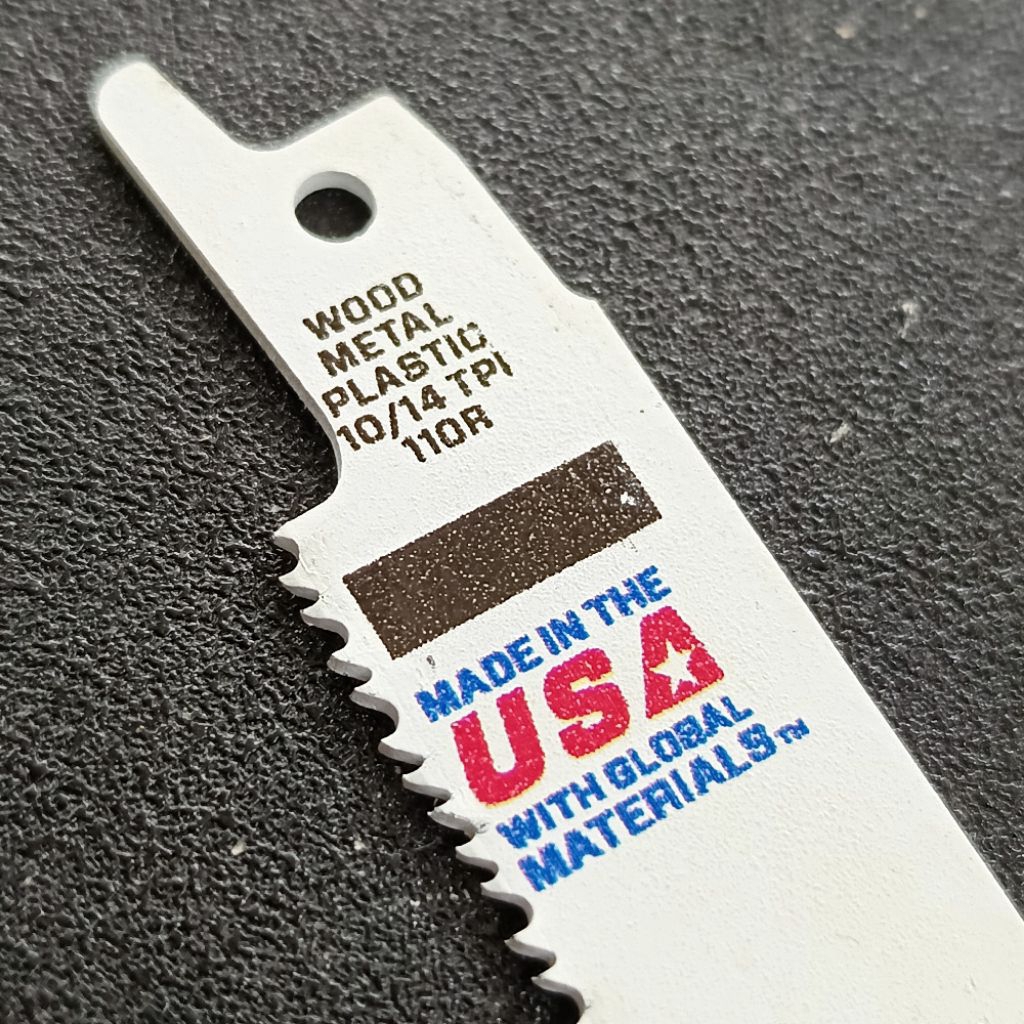 WOOD
METAL
PLASTIC
10/14 TPI
110R
MADE IN THE
USA
WITH GLOBAL
MATERIALS™